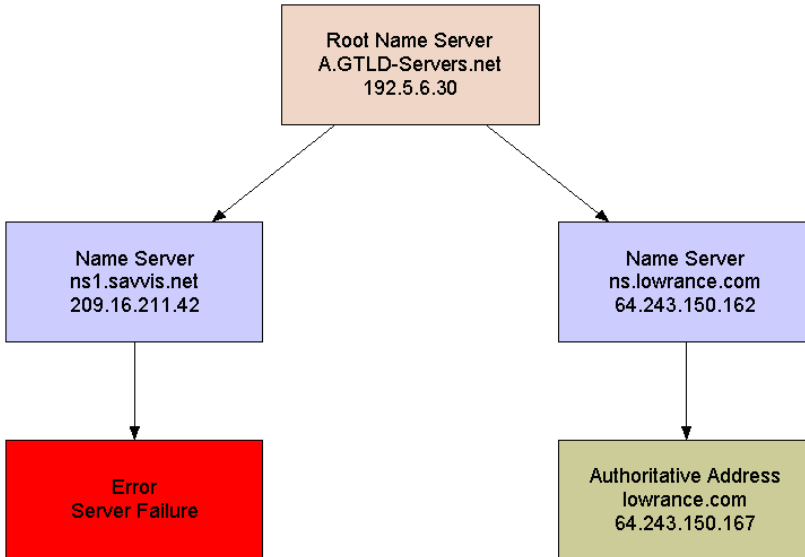 Root Name Server
A.GTLD-Servers.net
192.5.6.30
Name Server
ns1.savvis.net
209.16.211.42
Name Server
ns.lowrance.com
64.243.150.162
Error
Server Failure
Authoritative Address
lowrance.com
64.243.150.167